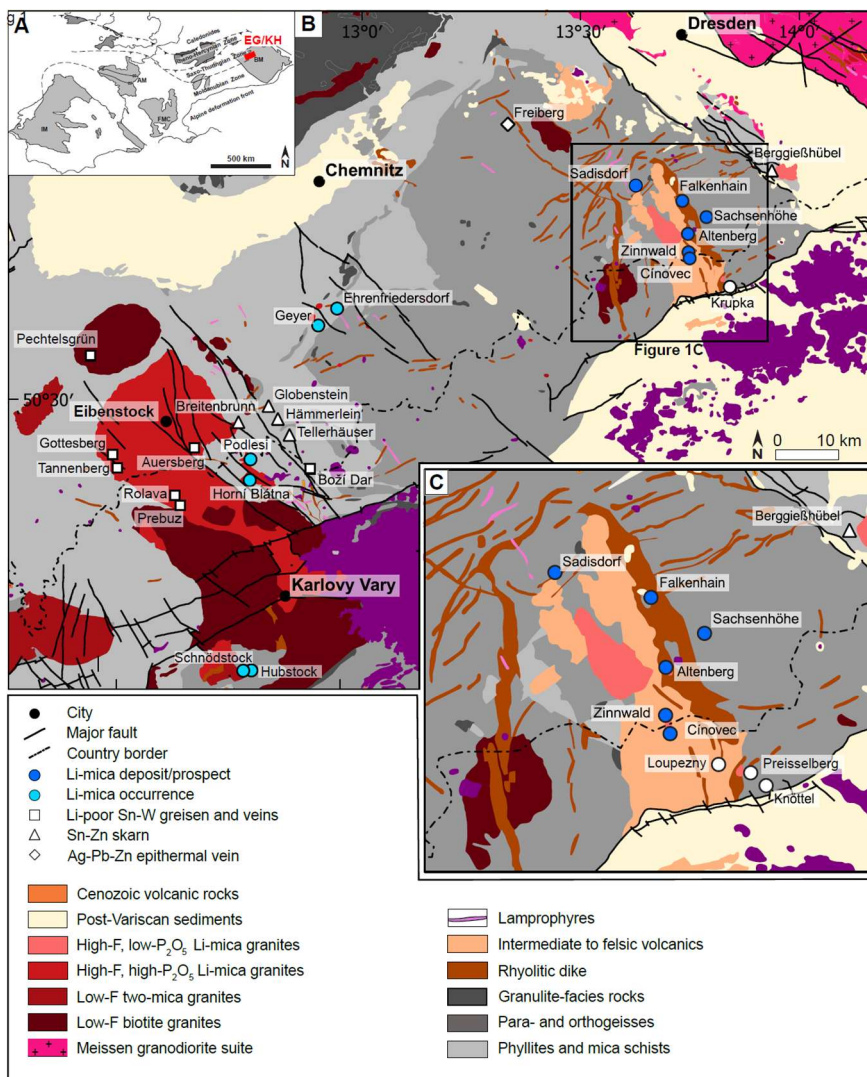 g
A
Caledonides
Rheno-Hercynian Zone
Saxo-Thuringian Zone
Moldanubian Zone
Alpine deformation front
EG/KH
BM
AM
FMC
IM
500 km
N
B
13°0'
13°30'
14°0'
Dresden
Freiberg
Chemnitz
Berggießhübel
Sadisdorf
Falkenhain
Sachsenhöhe
Altenberg
Zinnwald
Cínovec
Krupka
Figure 1C
Ehrenfriedersdorf
Geyer
Pechtelsgrün
50°30'
Globenstein
Breitenbrunn
Hämmerlein
Eibenstock
Tellerhäuser
Podlesí
Gottesberg
Auersberg
Boží Dar
Tannenberg
Horní Blátna
Rolava
Prebuz
Karlovy Vary
Schnödstock
Hubstock
N
0 10 km
C
Berggießhübel
Sadisdorf
Falkenhain
Sachsenhöhe
Altenberg
Zinnwald
Cínovec
Loupezny
Preisselberg
Knöttel
City
Major fault
Country border
Li-mica deposit/prospect
Li-mica occurrence
Li-poor Sn-W greisen and veins
Sn-Zn skarn
Ag-Pb-Zn epithermal vein
Cenozoic volcanic rocks
Post-Variscan sediments
High-F, low-P₂O₅ Li-mica granites
High-F, high-P₂O₅ Li-mica granites
Low-F two-mica granites
Low-F biotite granites
Meissen granodiorite suite
Lamprophyres
Intermediate to felsic volcanics
Rhyolitic dike
Granulite-facies rocks
Para- and orthogeisses
Phyllites and mica schists